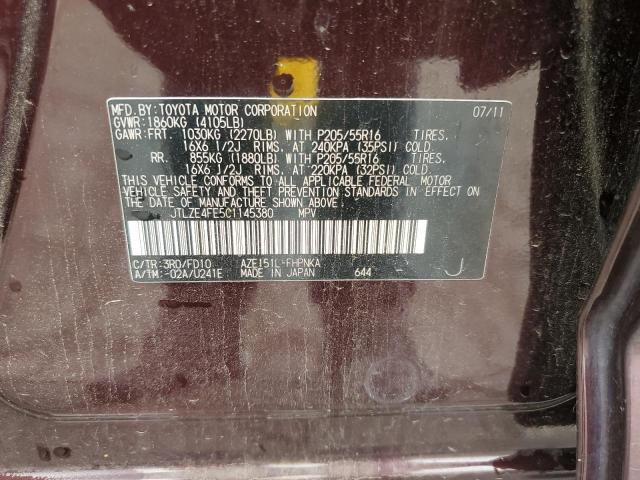 MFD. BY: TOYOTA MOTOR CORPORATION 07/11
GVWR: 1860KG (4105LB)
GAWR: FRT. 1030KG (2270LB) WITH P205/55R16 TIRES.
16X6 1/2J RIMS. AT 240KPA (35PSI) COLD.
RR. 855KG (1880LB) WITH P205/55R16 TIRES.
16X6 1/2J RIMS. AT 220KPA (32PSI) COLD.
THIS VEHICLE CONFORMS TO ALL APPLICABLE FEDERAL MOTOR
VEHICLE SAFETY AND THEFT PREVENTION STANDARDS IN EFFECT ON
THE DATE OF MANUFACTURE SHOWN ABOVE.
JTLZE4FE5C1145380 MPV
C/TR: 3R0/FD10 AZE151L-FHPNKA
A/TM: -02A/U241E MADE IN JAPAN 644 J